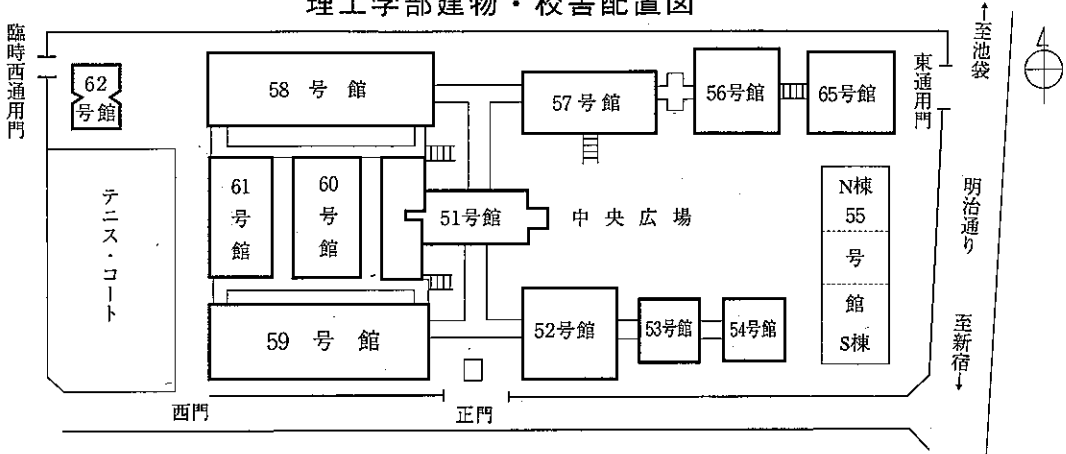 理工学部建物・校舎配置図
臨時西通用門
62
号館
58 号 館
57号館
56号館
65号館
東通用門
↑至池袋
4
テニス・コート
61
号
館
60
号
館
51号館
中 央 広 場
N棟
55
号
館
S棟
明治通り
59 号 館
52号館
53号館
54号館
至新宿↓
西門
正門